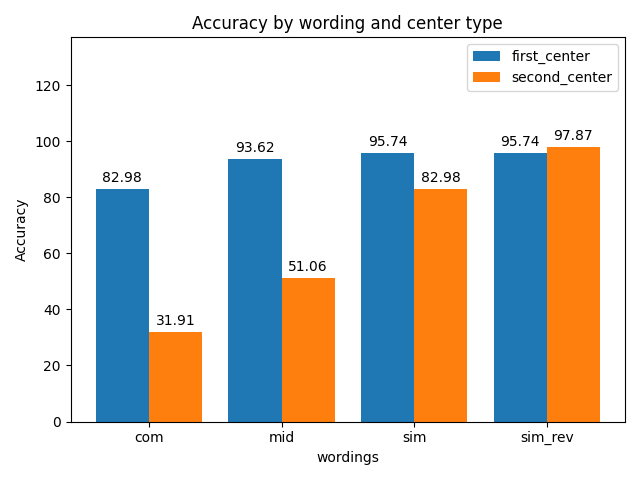 Accuracy by wording and center type
first_center
second_center
Accuracy
120
100
80
60
40
20
0
82.98
31.91
93.62
51.06
95.74
82.98
95.74
97.87
com
mid
sim
sim_rev
wordings